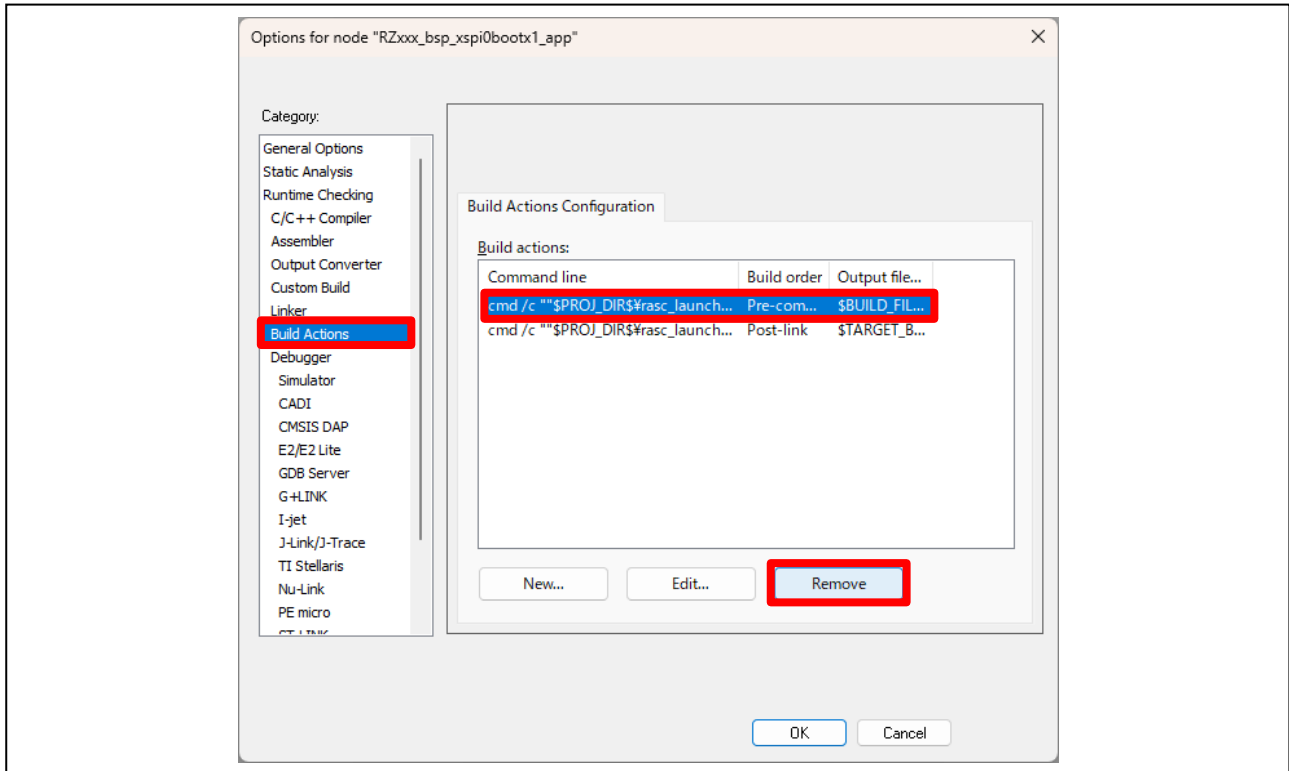 Options for node "RZxxx_bsp_xspi0bootx1_app"
Category:
General Options
Static Analysis
Runtime Checking
C/C++ Compiler
Assembler
Output Converter
Custom Build
Linker
Build Actions
Debugger
Simulator
CADI
CMSIS DAP
E2/E2 Lite
GDB Server
G+LINK
I-jet
J-Link/J-Trace
TI Stellaris
Nu-Link
PE micro
ST-LINK
Build Actions Configuration
Build actions:
Command line Build order Output file...
cmd /c ""$PROJ_DIR$¥rasc_launch... Pre-com... $BUILD_FIL...
cmd /c ""$PROJ_DIR$¥rasc_launch... Post-link $TARGET_B...
New... Edit... Remove
OK Cancel